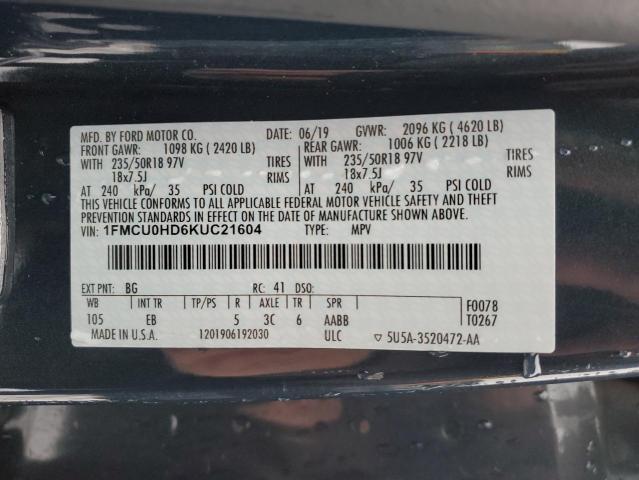 MFD. BY FORD MOTOR CO. DATE: 06/19 GVWR: 2096 KG ( 4620 LB)
FRONT GAWR: 1098 KG ( 2420 LB) REAR GAWR: 1006 KG ( 2218 LB)
WITH 235/50R18 97V TIRES WITH 235/50R18 97V TIRES
18x7.5J RIMS 18x7.5J RIMS
AT 240 kPa/ 35 PSI COLD AT 240 kPa/ 35 PSI COLD
THIS VEHICLE CONFORMS TO ALL APPLICABLE FEDERAL MOTOR VEHICLE SAFETY AND THEFT
PREVENTION STANDARDS IN EFFECT ON THE DATE OF MANUFACTURE SHOWN ABOVE.
VIN: 1FMCU0HD6KUC21604 TYPE: MPV
EXT PNT: BG RC: 41 DSO:
WB INT TR TP/PS R AXLE TR SPR F0078
105 EB 5 3C 6 AABB T0267
MADE IN U.S.A. 1201906192030 ULC ▽ 5U5A-3520472-AA